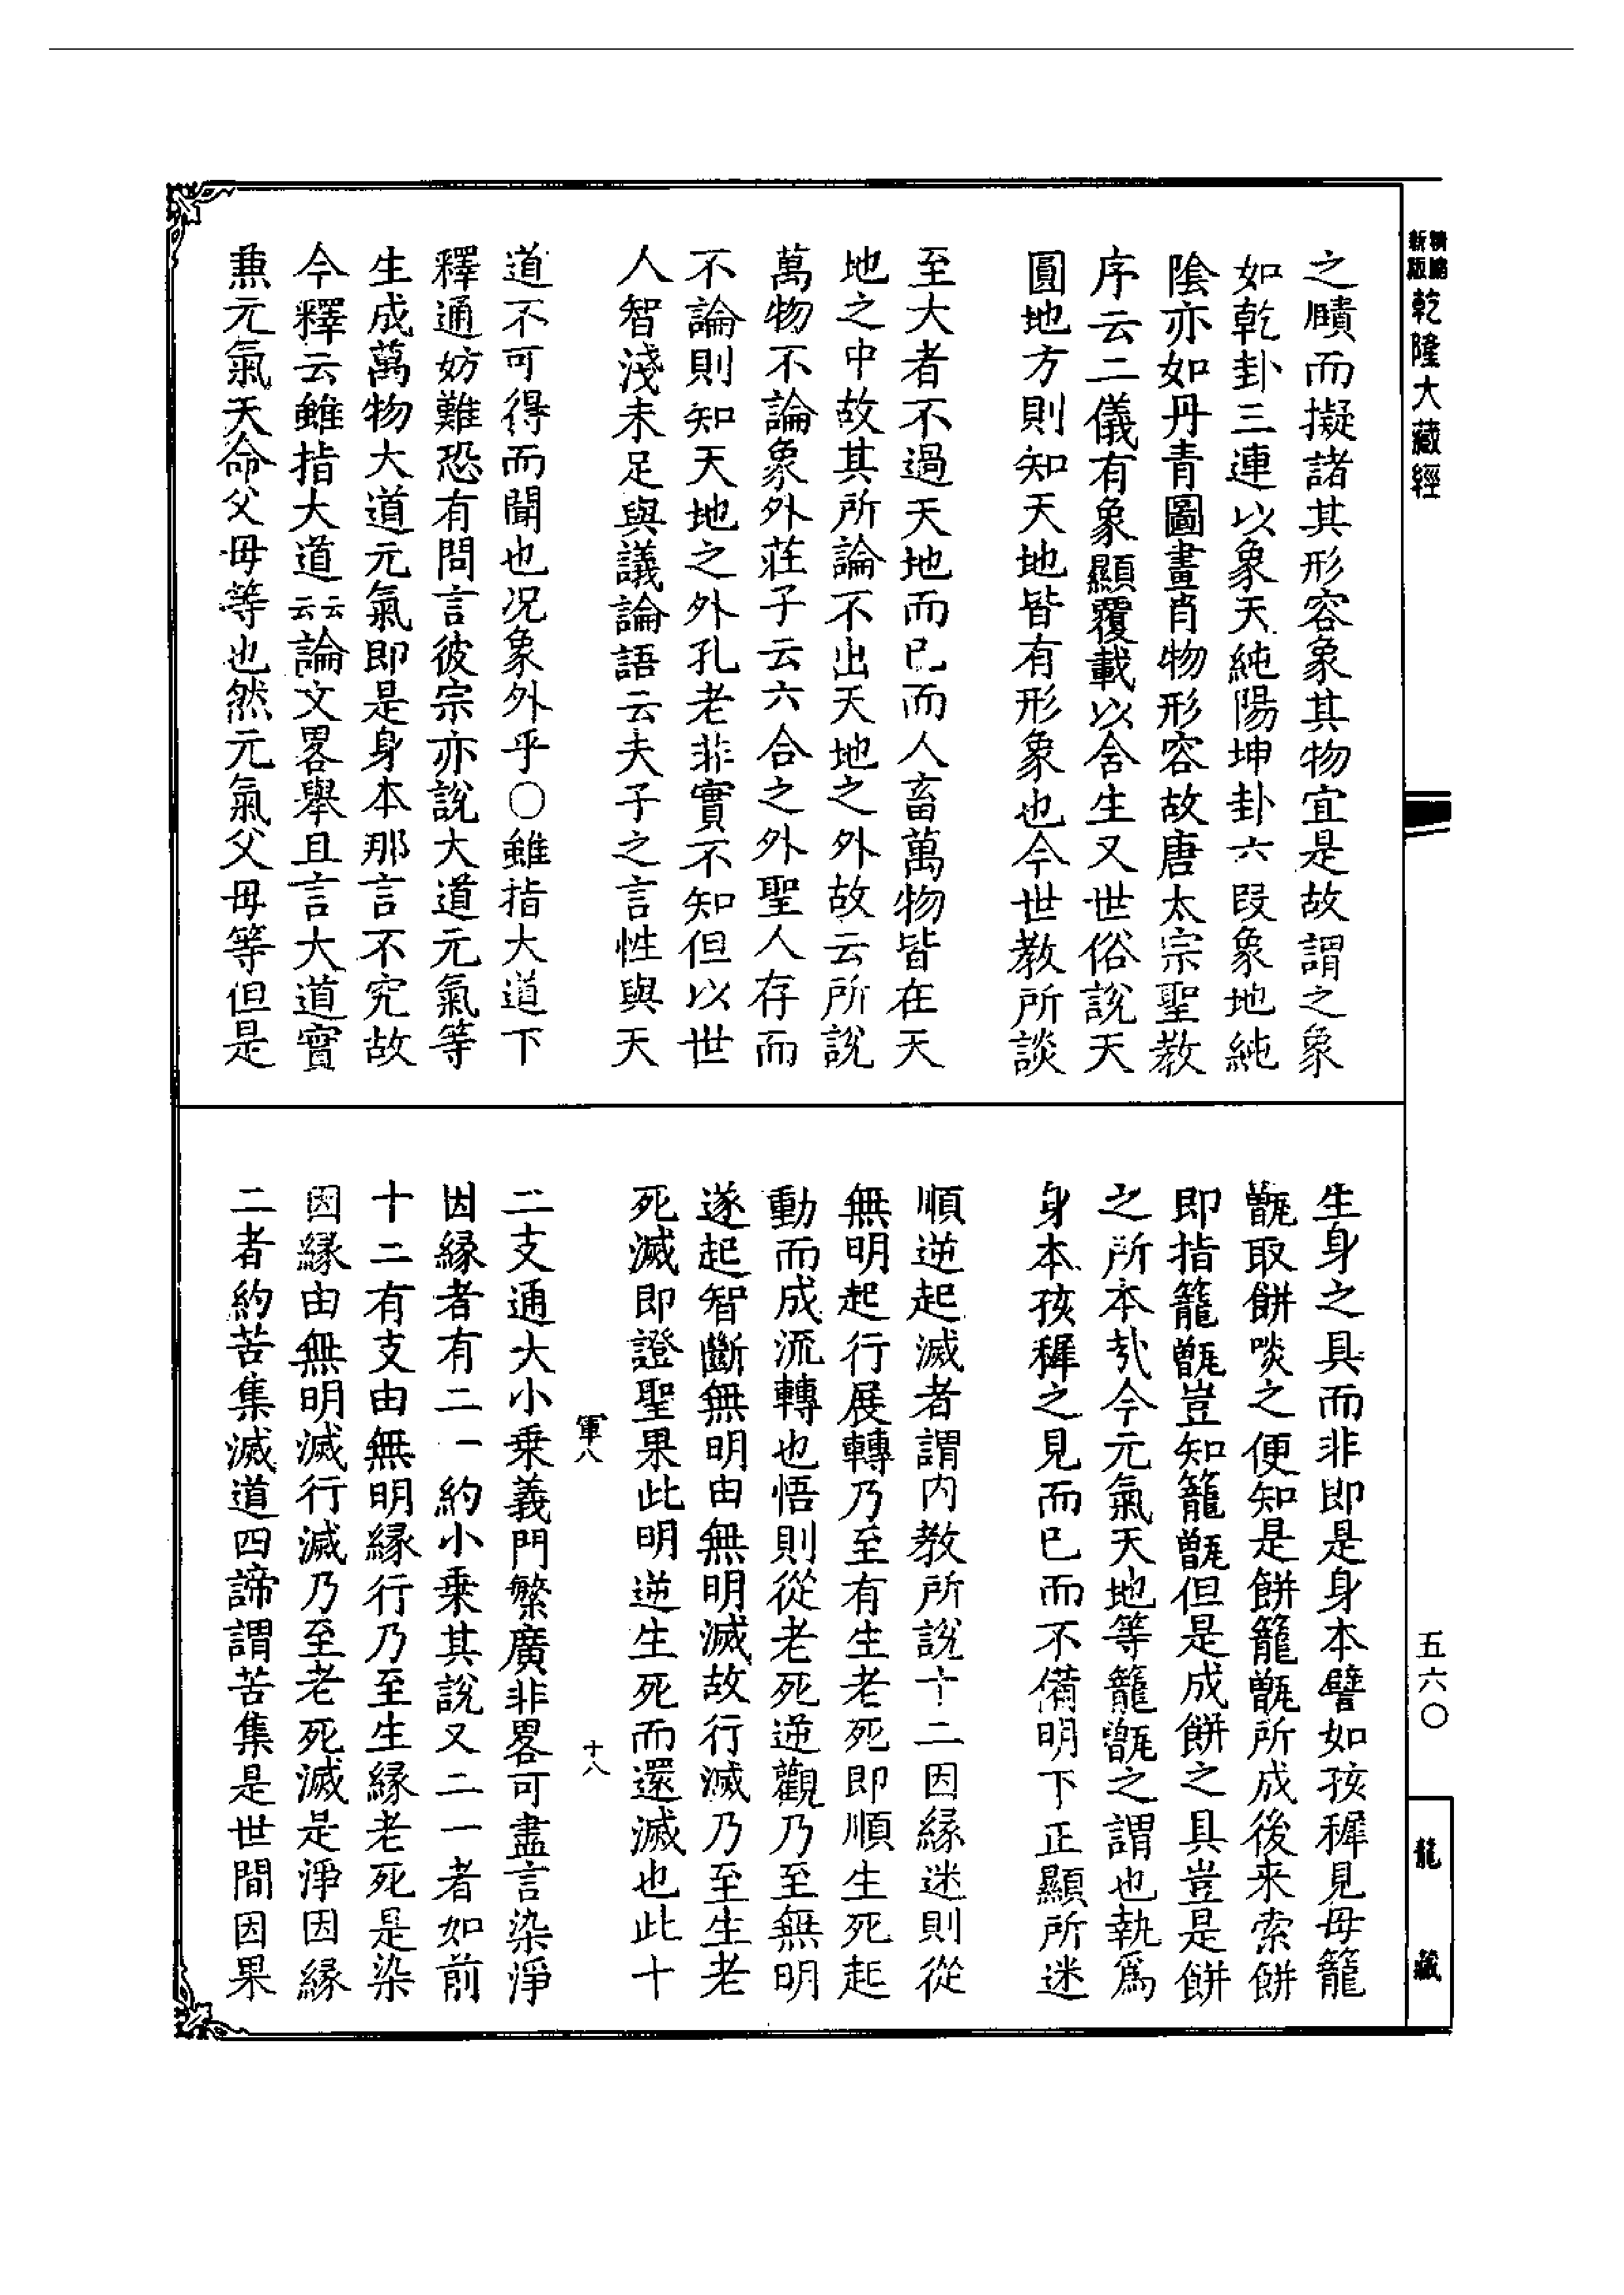 乾隆大藏經
之賾而擬諸其形容象其物宜是故謂之象
如乾卦三連以象天純陽坤卦六段象地純
陰亦如丹青圖畫肖物形容故唐太宗聖教
序云二儀有象顯覆載以含生又世俗說天
圓地方則知天地皆有形象也今世教所談
至大者不過天地而已而人畜萬物皆在天
地之中故其所論不出天地之外故云所說
萬物不論象外莊子云六合之外聖人存而
不論則知天地之外孔老非實不知但以世
人智淺未足與議論語云夫子之言性與天
道不可得而聞也况象外乎○雖指大道下
釋通妨難恐有問言彼宗亦說大道元氣等
生成萬物大道元氣即是身本那言不究故
今釋云雖指大道云云論文畧舉且言大道實
兼元氣天命父母等也然元氣父母等但是
生身之具而非即是身本譬如孩穉見母籠
甑取餅啖之便知是餅籠甑所成後来索餅
即指籠甑豈知籠甑但是成餅之具豈是餅
之所本㢤今元氣天地等籠甑之謂也執爲
身本孩穉之見而已而不備明下正顯所迷
順逆起滅者謂内教所說十二因縁迷則從
無明起行展轉乃至有生老死即順生死起
動而成流轉也悟則從老死逆觀乃至無明
遂起智斷無明由無明滅故行滅乃至生老
死滅即證聖果此明逆生死而還滅也此十
軍八 十八
二支通大小乗義門繁廣非畧可盡言染淨
因縁者有二一約小乗其說又二一者如前
十二有支由無明縁行乃至生縁老死是染
因縁由無明滅行滅乃至老死滅是淨因縁
二者約苦集滅道四諦謂苦集是世間因果
五六〇
龍藏